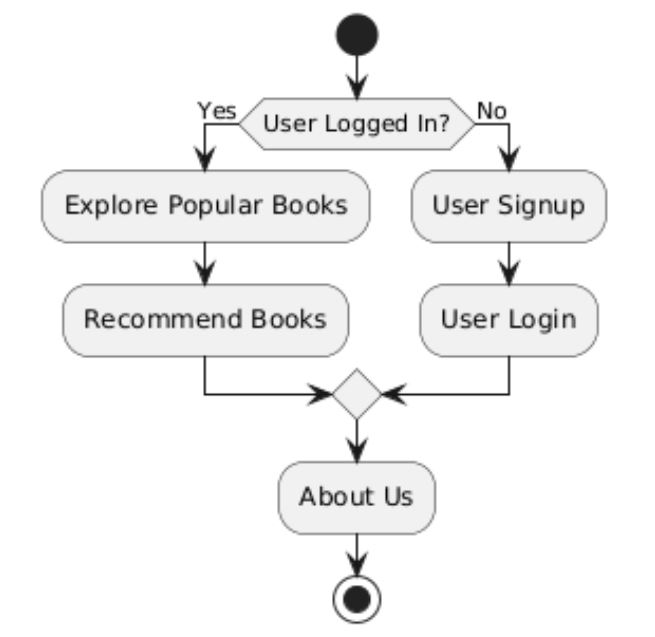 Yes
User Logged In?
No
Explore Popular Books
User Signup
Recommend Books
User Login
About Us